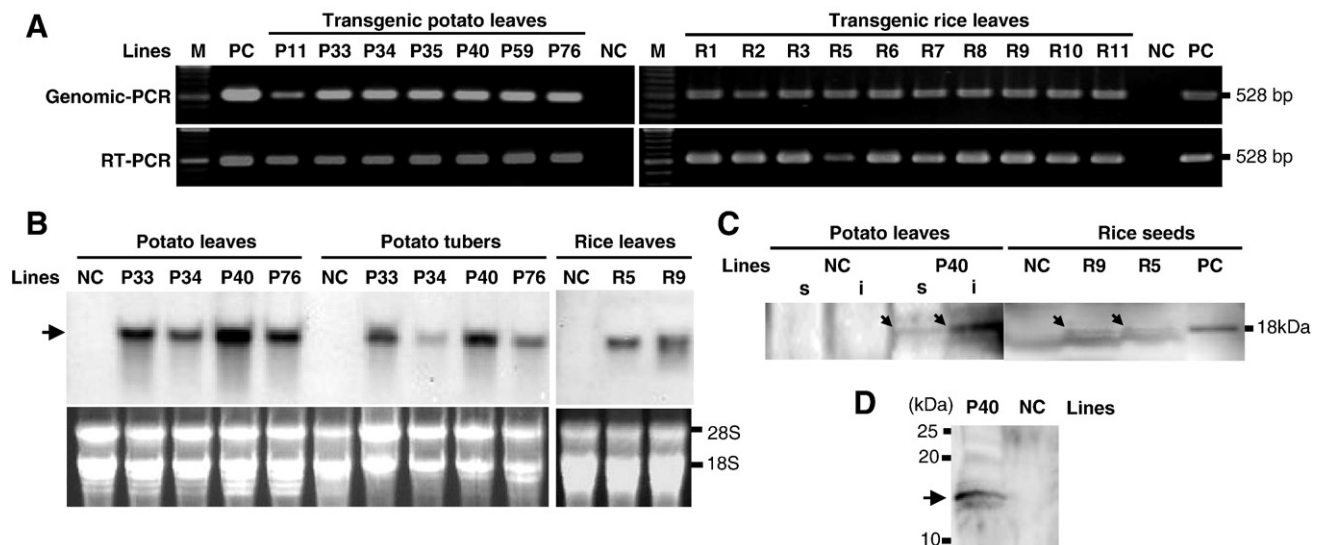 A
Transgenic potato leaves
Transgenic rice leaves
Lines M PC P11 P33 P34 P35 P40 P59 P76 NC M R1 R2 R3 R5 R6 R7 R8 R9 R10 R11 NC PC
Genomic-PCR 528 bp
RT-PCR 528 bp
B
Potato leaves Potato tubers Rice leaves
Lines NC P33 P34 P40 P76 NC P33 P34 P40 P76 NC R5 R9
28S
18S
C
Potato leaves Rice seeds
Lines NC P40 NC R9 R5 PC
s i s i
18kDa
D
(kDa) P40 NC Lines
25
20
10